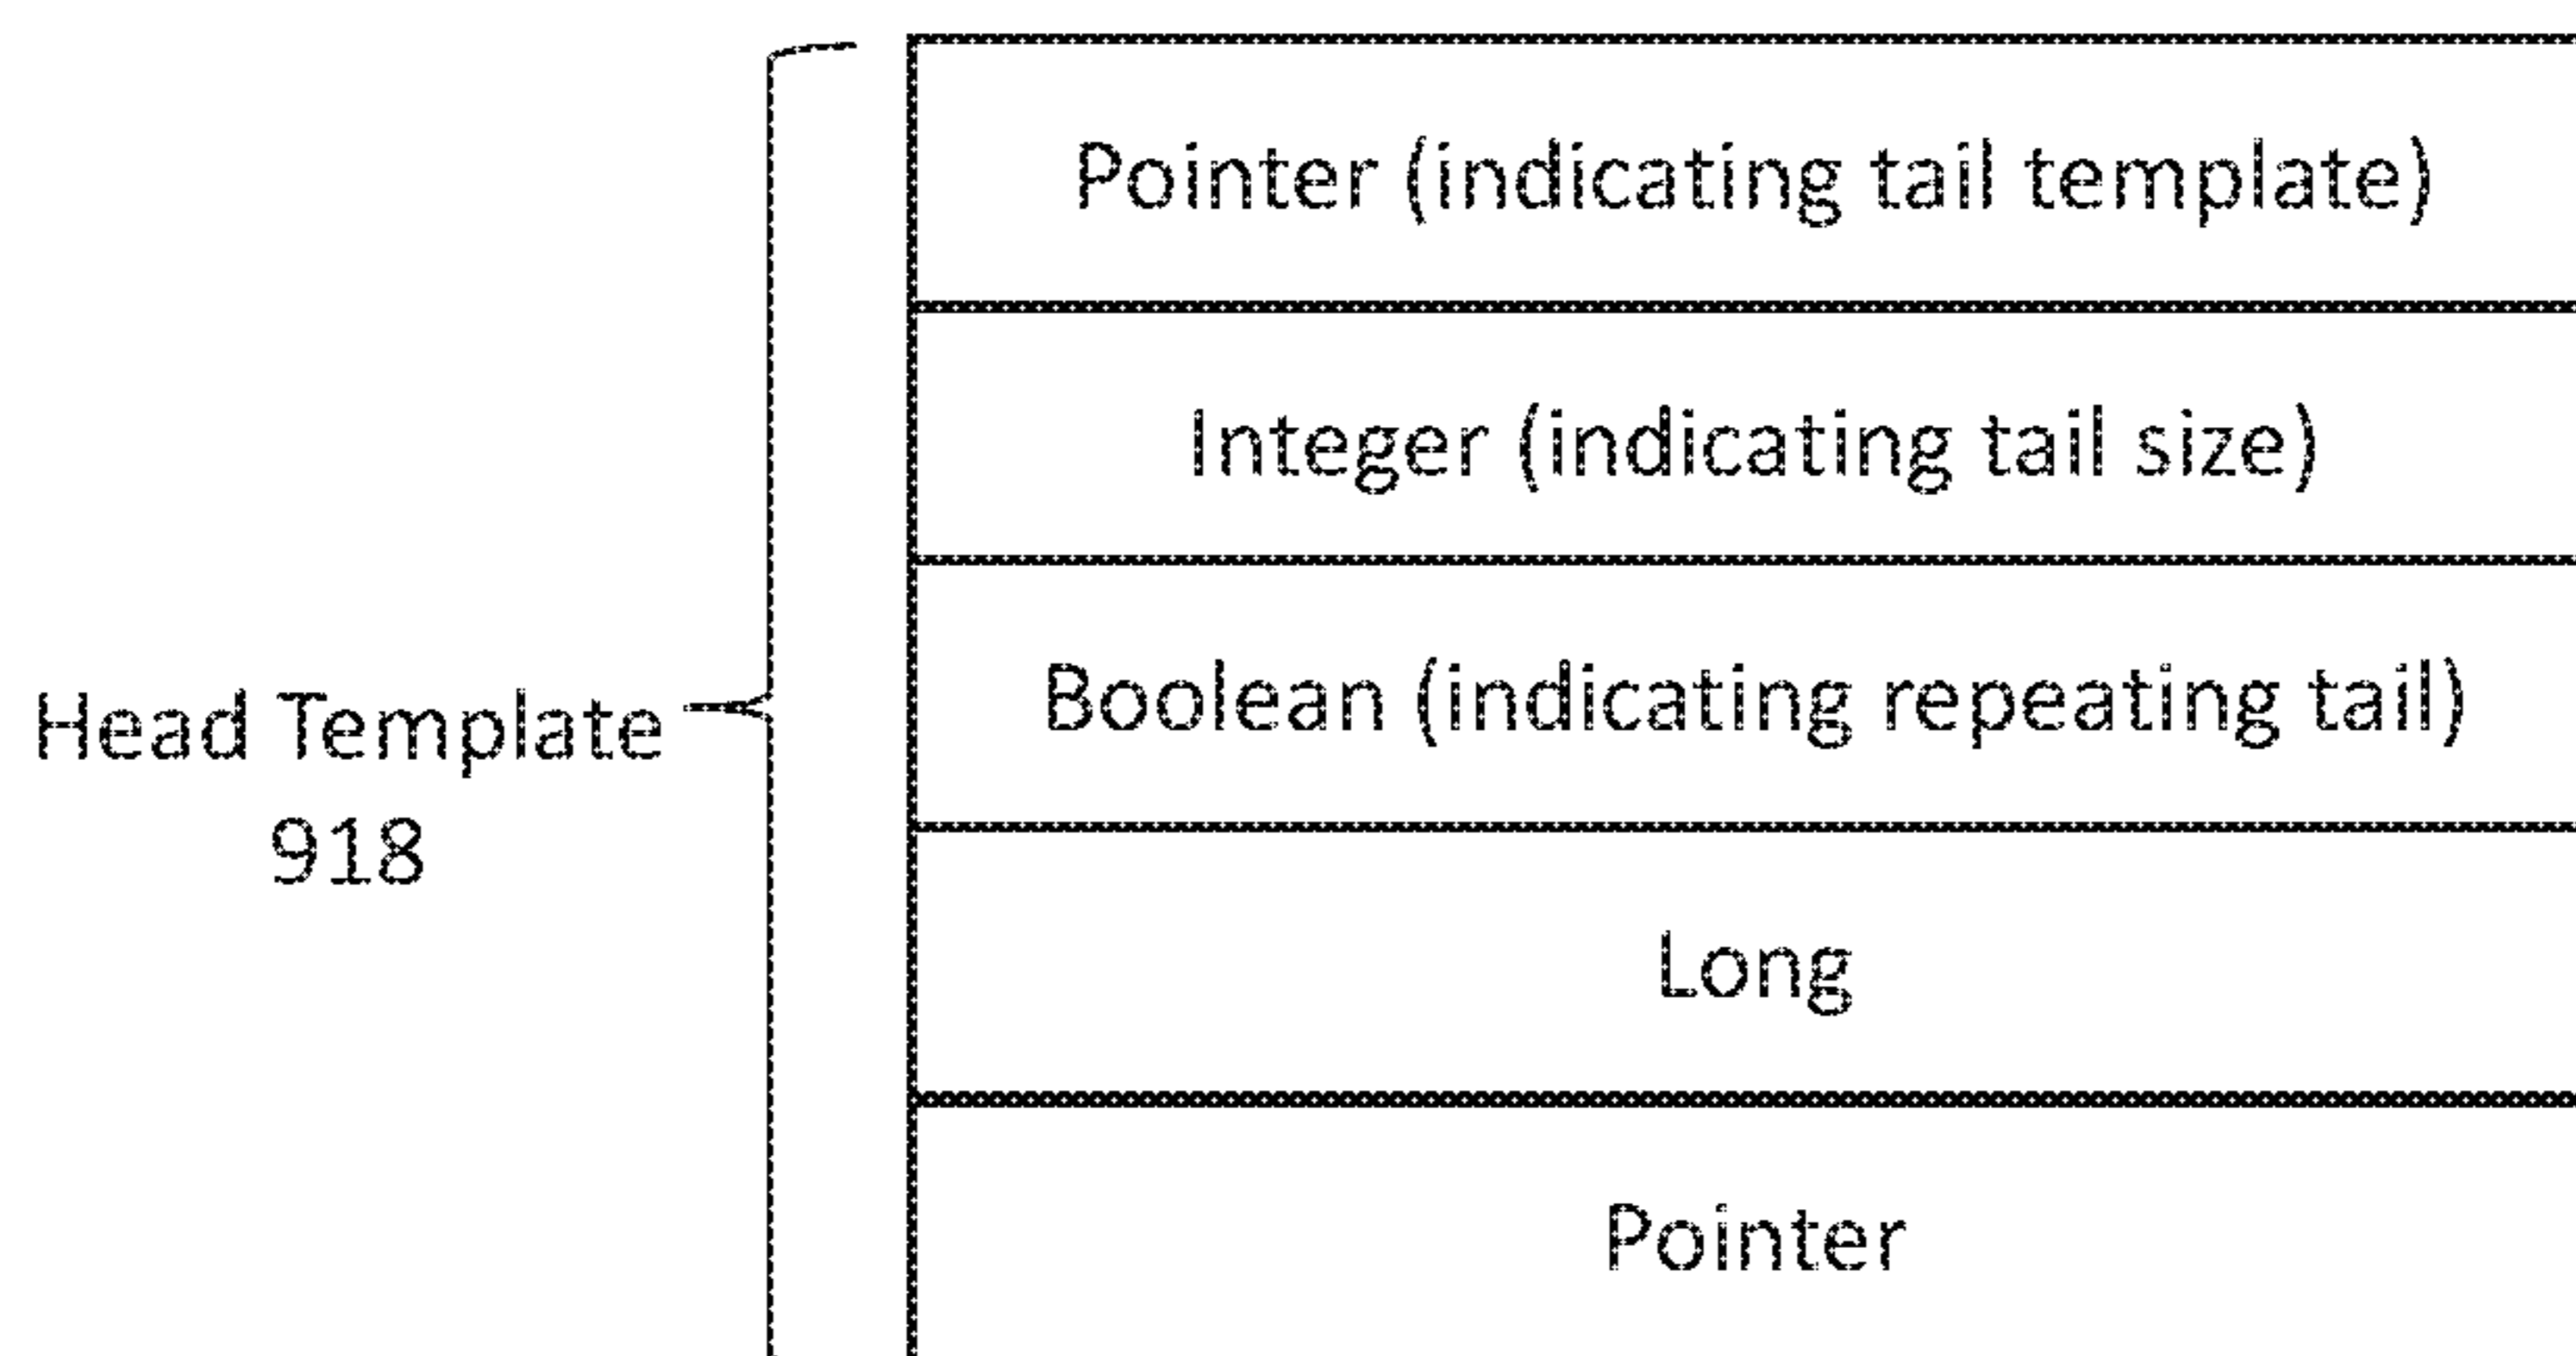 Pointer (indicating tail template)
Integer (indicating tail size)
Boolean (indicating repeating tail)
Head Template
918
Long
Pointer